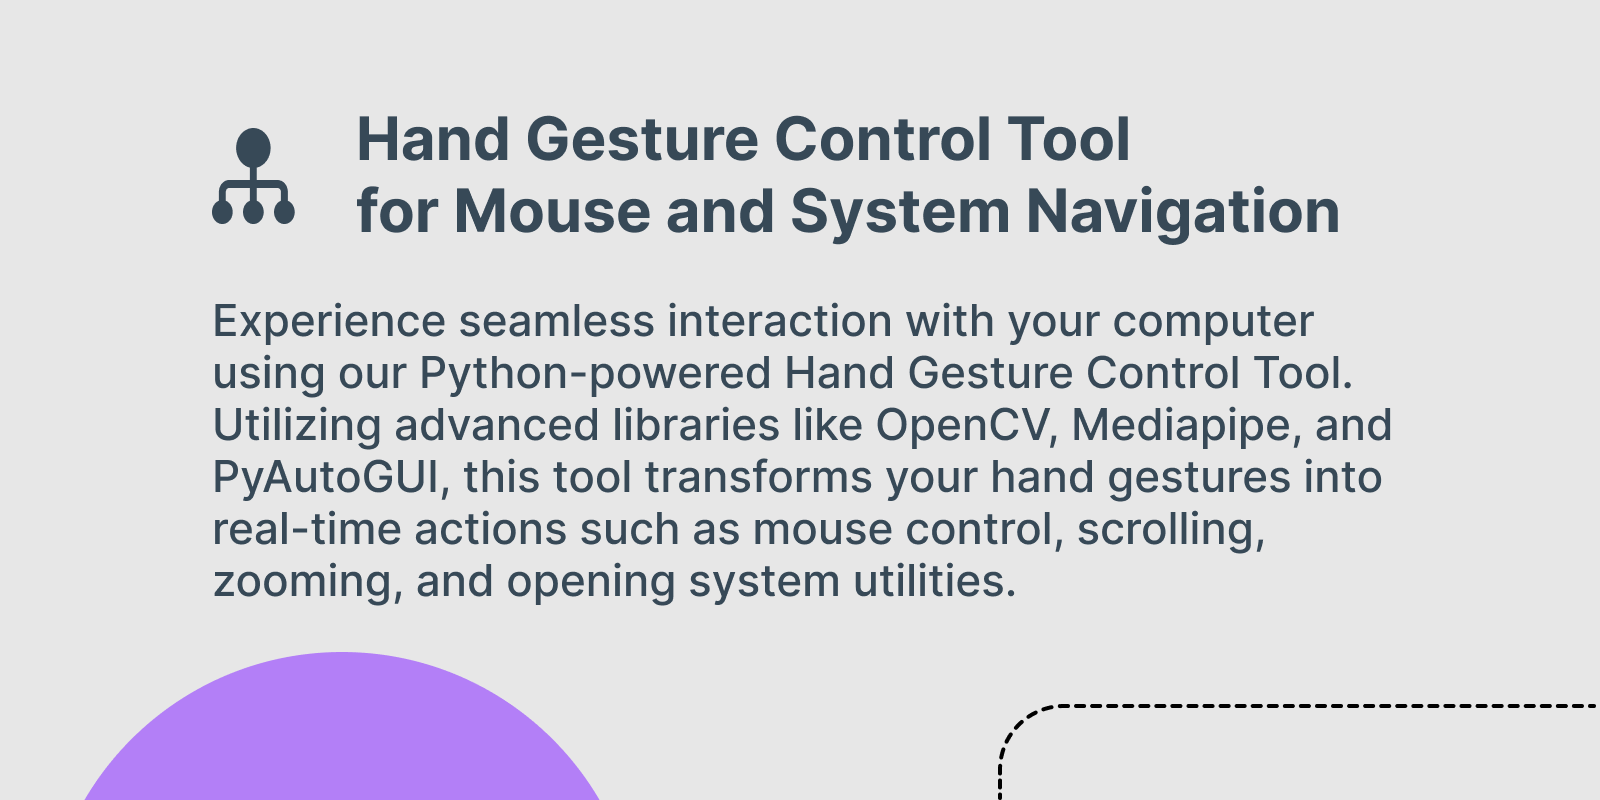 Hand Gesture Control Tool
for Mouse and System Navigation
Experience seamless interaction with your computer
using our Python-powered Hand Gesture Control Tool.
Utilizing advanced libraries like OpenCV, Mediapipe, and
PyAutoGUI, this tool transforms your hand gestures into
real-time actions such as mouse control, scrolling,
zooming, and opening system utilities.